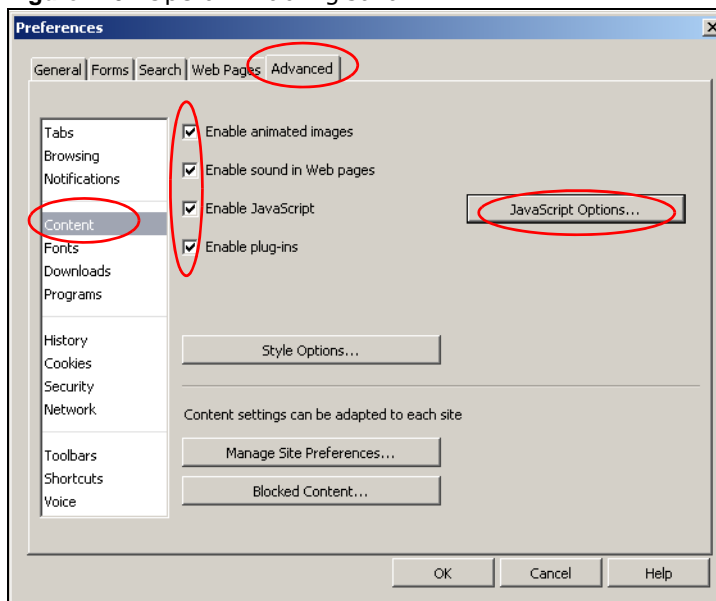 Preferences
General Forms Search Web Pages Advanced
Tabs
Browsing
Notifications
Content
Fonts
Downloads
Programs
History
Cookies
Security
Network
Toolbars
Shortcuts
Voice
Enable animated images
Enable sound in Web pages
Enable JavaScript
JavaScript Options...
Enable plug-ins
Style Options...
Content settings can be adapted to each site
Manage Site Preferences...
Blocked Content...
OK Cancel Help